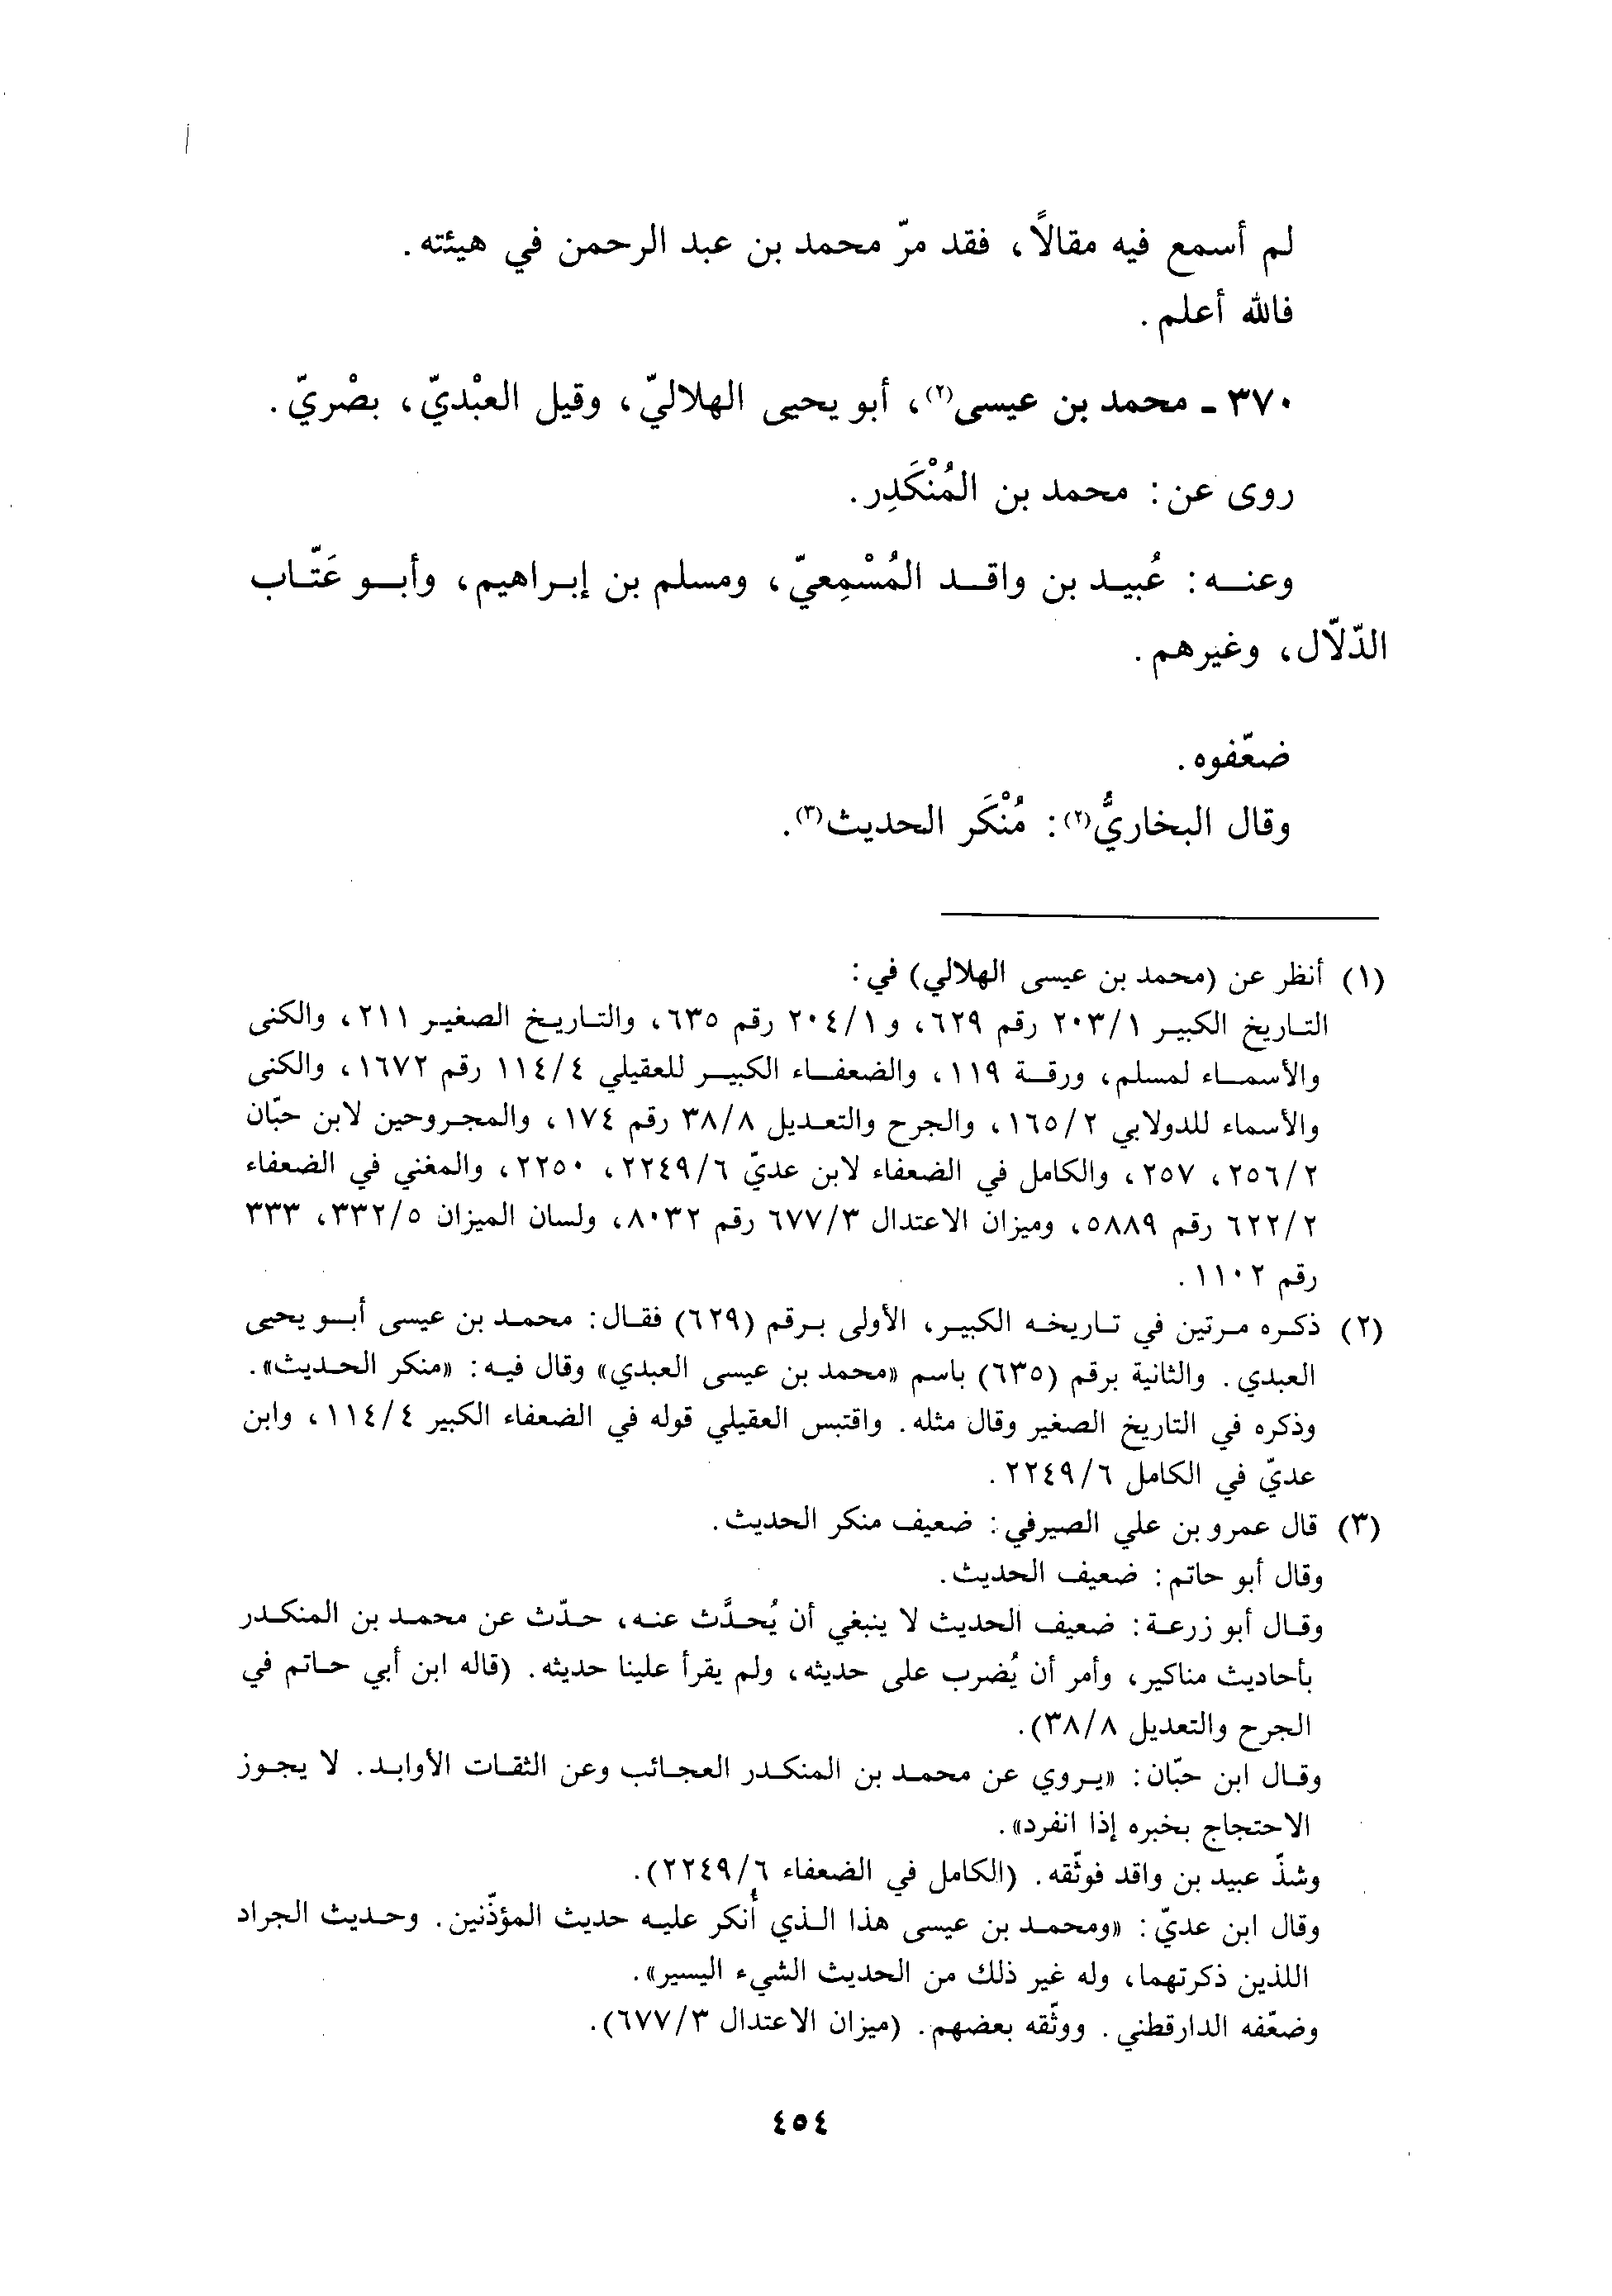 لم أسمع فيه مقالاً، فقد مرّ محمد بن عبد الرحمن في هيئته.
فالله أعلم.
٣٧٠ - محمد بن عيسى(٢)، أبو يحيى الهلاليّ، وقيل العبْديّ، بصْريّ.
روى عن: محمد بن المُنْكَدِر.
وعنه: عُبيد بن واقد المُسْمِعيّ، ومسلم بن إبراهيم، وأبو عَتّاب
الدّلّال، وغيرهم.
ضعّفوه.
وقال البخاريُّ(٢): مُنْكَر الحديث(٣).
(١) أنظر عن (محمد بن عيسى الهلالي) في:
التاريخ الكبير ٢٠٣/١ رقم ٦٢٩، و ٢٠٤/١ رقم ٦٣٥، والتاريخ الصغير ٢١١، والكنى
والأسماء لمسلم، ورقة ١١٩، والضعفاء الكبير للعقيلي ١١٤/٤ رقم ١٦٧٢، والكنى
والأسماء للدولابي ١٦٥/٢، والجرح والتعديل ٣٨/٨ رقم ١٧٤، والمجروحين لابن حبّان
٢٥٦/٢، ٢٥٧، والكامل في الضعفاء لابن عديّ ٢٢٤٩/٦، ٢٢٥٠، والمغني في الضعفاء
٦٢٢/٢ رقم ٥٨٨٩، وميزان الاعتدال ٦٧٧/٣ رقم ٨٠٣٢، ولسان الميزان ٣٣٢/٥، ٣٣٣
رقم ١١٠٢.
(٢) ذكره مرتين في تاريخه الكبير، الأولى برقم (٦٢٩) فقال: محمد بن عيسى أبو يحيى
العبدي. والثانية برقم (٦٣٥) باسم «محمد بن عيسى العبدي» وقال فيه: «منكر الحديث».
وذكره في التاريخ الصغير وقال مثله. واقتبس العقيلي قوله في الضعفاء الكبير ١١٤/٤، وابن
عديّ في الكامل ٢٢٤٩/٦.
(٣) قال عمرو بن علي الصيرفي: ضعيف منكر الحديث.
وقال أبو حاتم: ضعيف الحديث.
وقال أبو زرعة: ضعيف الحديث لا ينبغي أن يُحدَّث عنه، حدّث عن محمد بن المنكدر
بأحاديث مناكير، وأمر أن يُضرب على حديثه، ولم يقرأ علينا حديثه. (قاله ابن أبي حاتم في
الجرح والتعديل ٣٨/٨).
وقال ابن حبّان: «يروي عن محمد بن المنكدر العجائب وعن الثقات الأوابد. لا يجوز
الاحتجاج بخبره إذا انفرد».
وشذّ عبيد بن واقد فوثّقه. (الكامل في الضعفاء ٢٢٤٩/٦).
وقال ابن عديّ: «ومحمد بن عيسى هذا الذي أُنكر عليه حديث المؤذّنين. وحديث الجراد
اللذين ذكرتهما، وله غير ذلك من الحديث الشيء اليسير».
وضعّفه الدارقطني. ووثّقه بعضهم. (ميزان الاعتدال ٦٧٧/٣).
٤٥٤